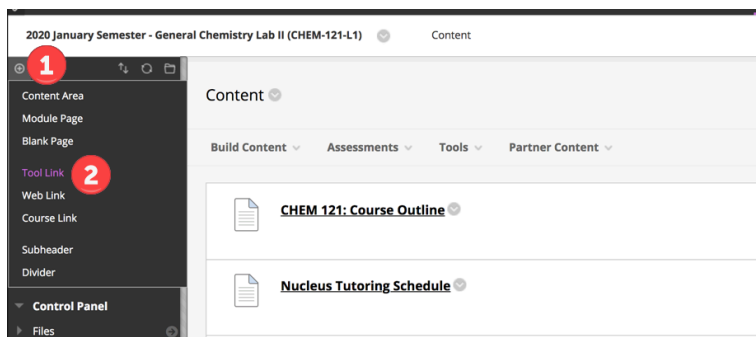 2020 January Semester - General Chemistry Lab II (CHEM-121-L1) Content
1
Content Area
Module Page
Blank Page
Tool Link 2
Web Link
Course Link
Subheader
Divider
Control Panel
Files
Content
Build Content Assessments Tools Partner Content
CHEM 121: Course Outline
Nucleus Tutoring Schedule